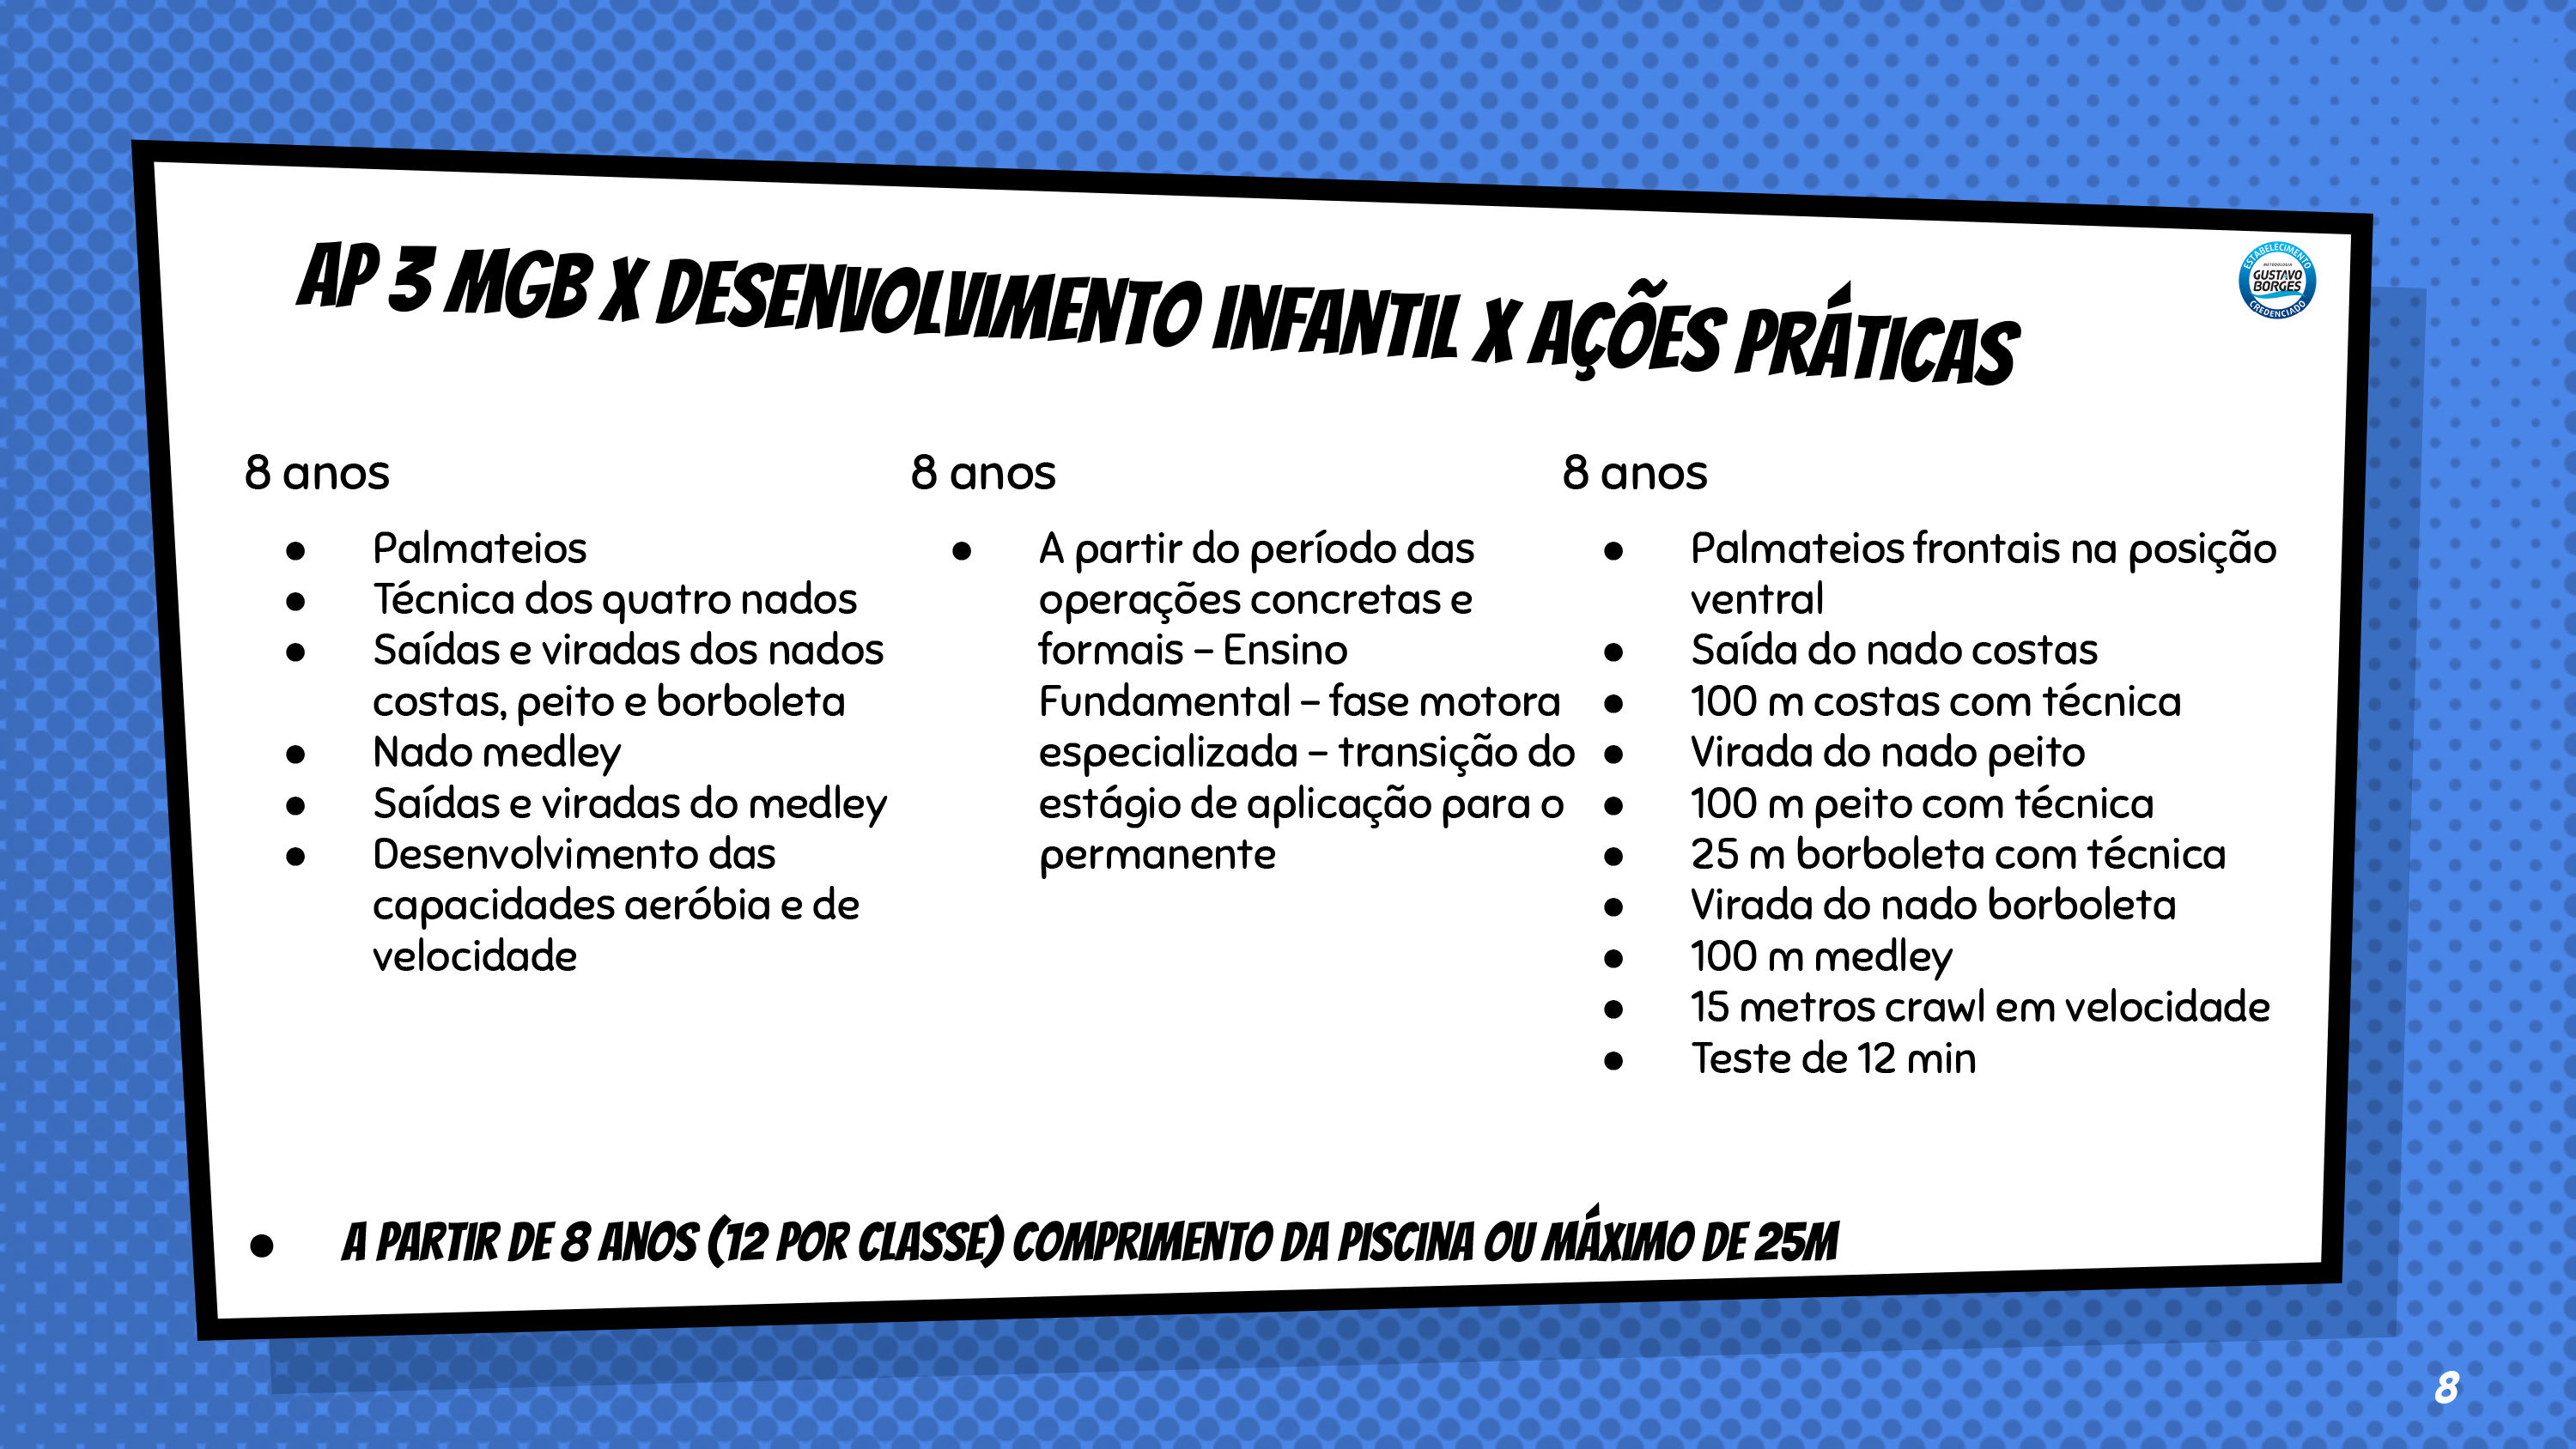 AP 3 MGB X DESENVOLVIMENTO INFANTIL X AÇÕES PRÁTICAS
ESTABELECIMENTO
METODOLOGIA
GUSTAVO
BORGES
CREDENCIADO
8 anos
● Palmateios
● Técnica dos quatro nados
● Saídas e viradas dos nados
costas, peito e borboleta
● Nado medley
● Saídas e viradas do medley
● Desenvolvimento das
capacidades aeróbia e de
velocidade
8 anos
● A partir do período das
operações concretas e
formais – Ensino
Fundamental – fase motora
especializada – transição do
estágio de aplicação para o
permanente
8 anos
● Palmateios frontais na posição
ventral
● Saída do nado costas
● 100 m costas com técnica
● Virada do nado peito
● 100 m peito com técnica
● 25 m borboleta com técnica
● Virada do nado borboleta
● 100 m medley
● 15 metros crawl em velocidade
● Teste de 12 min
● A PARTIR DE 8 ANOS (12 POR CLASSE) COMPRIMENTO DA PISCINA OU MÁXIMO DE 25M
8